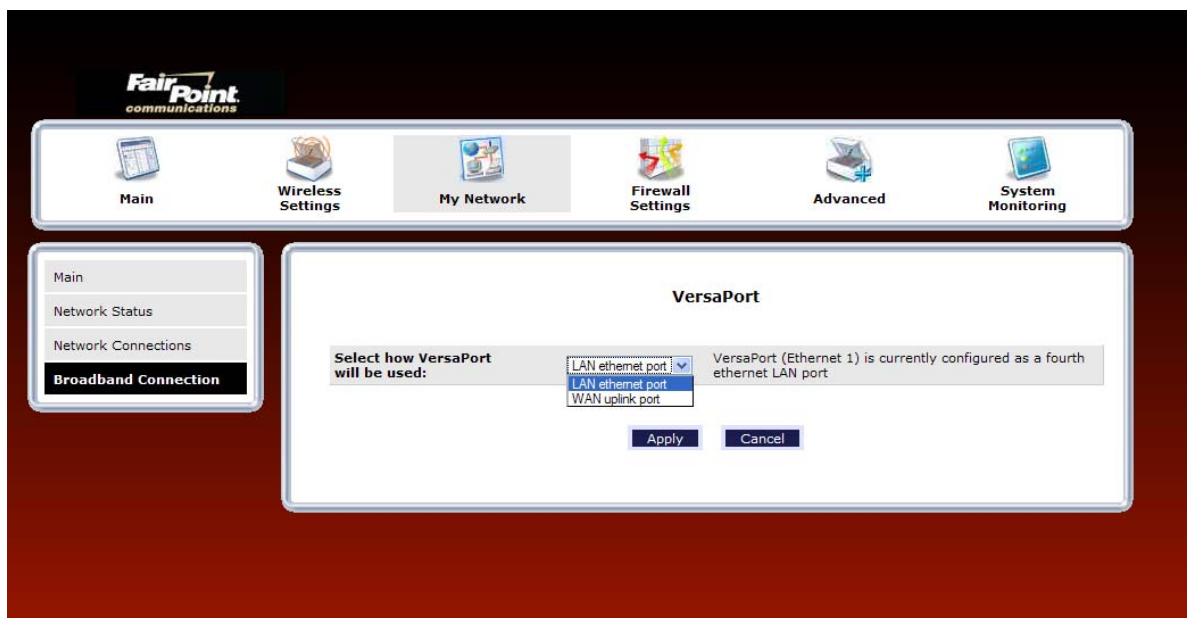 Fair
Point.
communications
Main
Wireless
Settings
My Network
Firewall
Settings
Advanced
System
Monitoring
Main
Network Status
Network Connections
Broadband Connection
VersaPort
Select how VersaPort
will be used:
LAN ethernet port
LAN ethernet port
WAN uplink port
VersaPort (Ethernet 1) is currently configured as a fourth
ethernet LAN port
Apply
Cancel